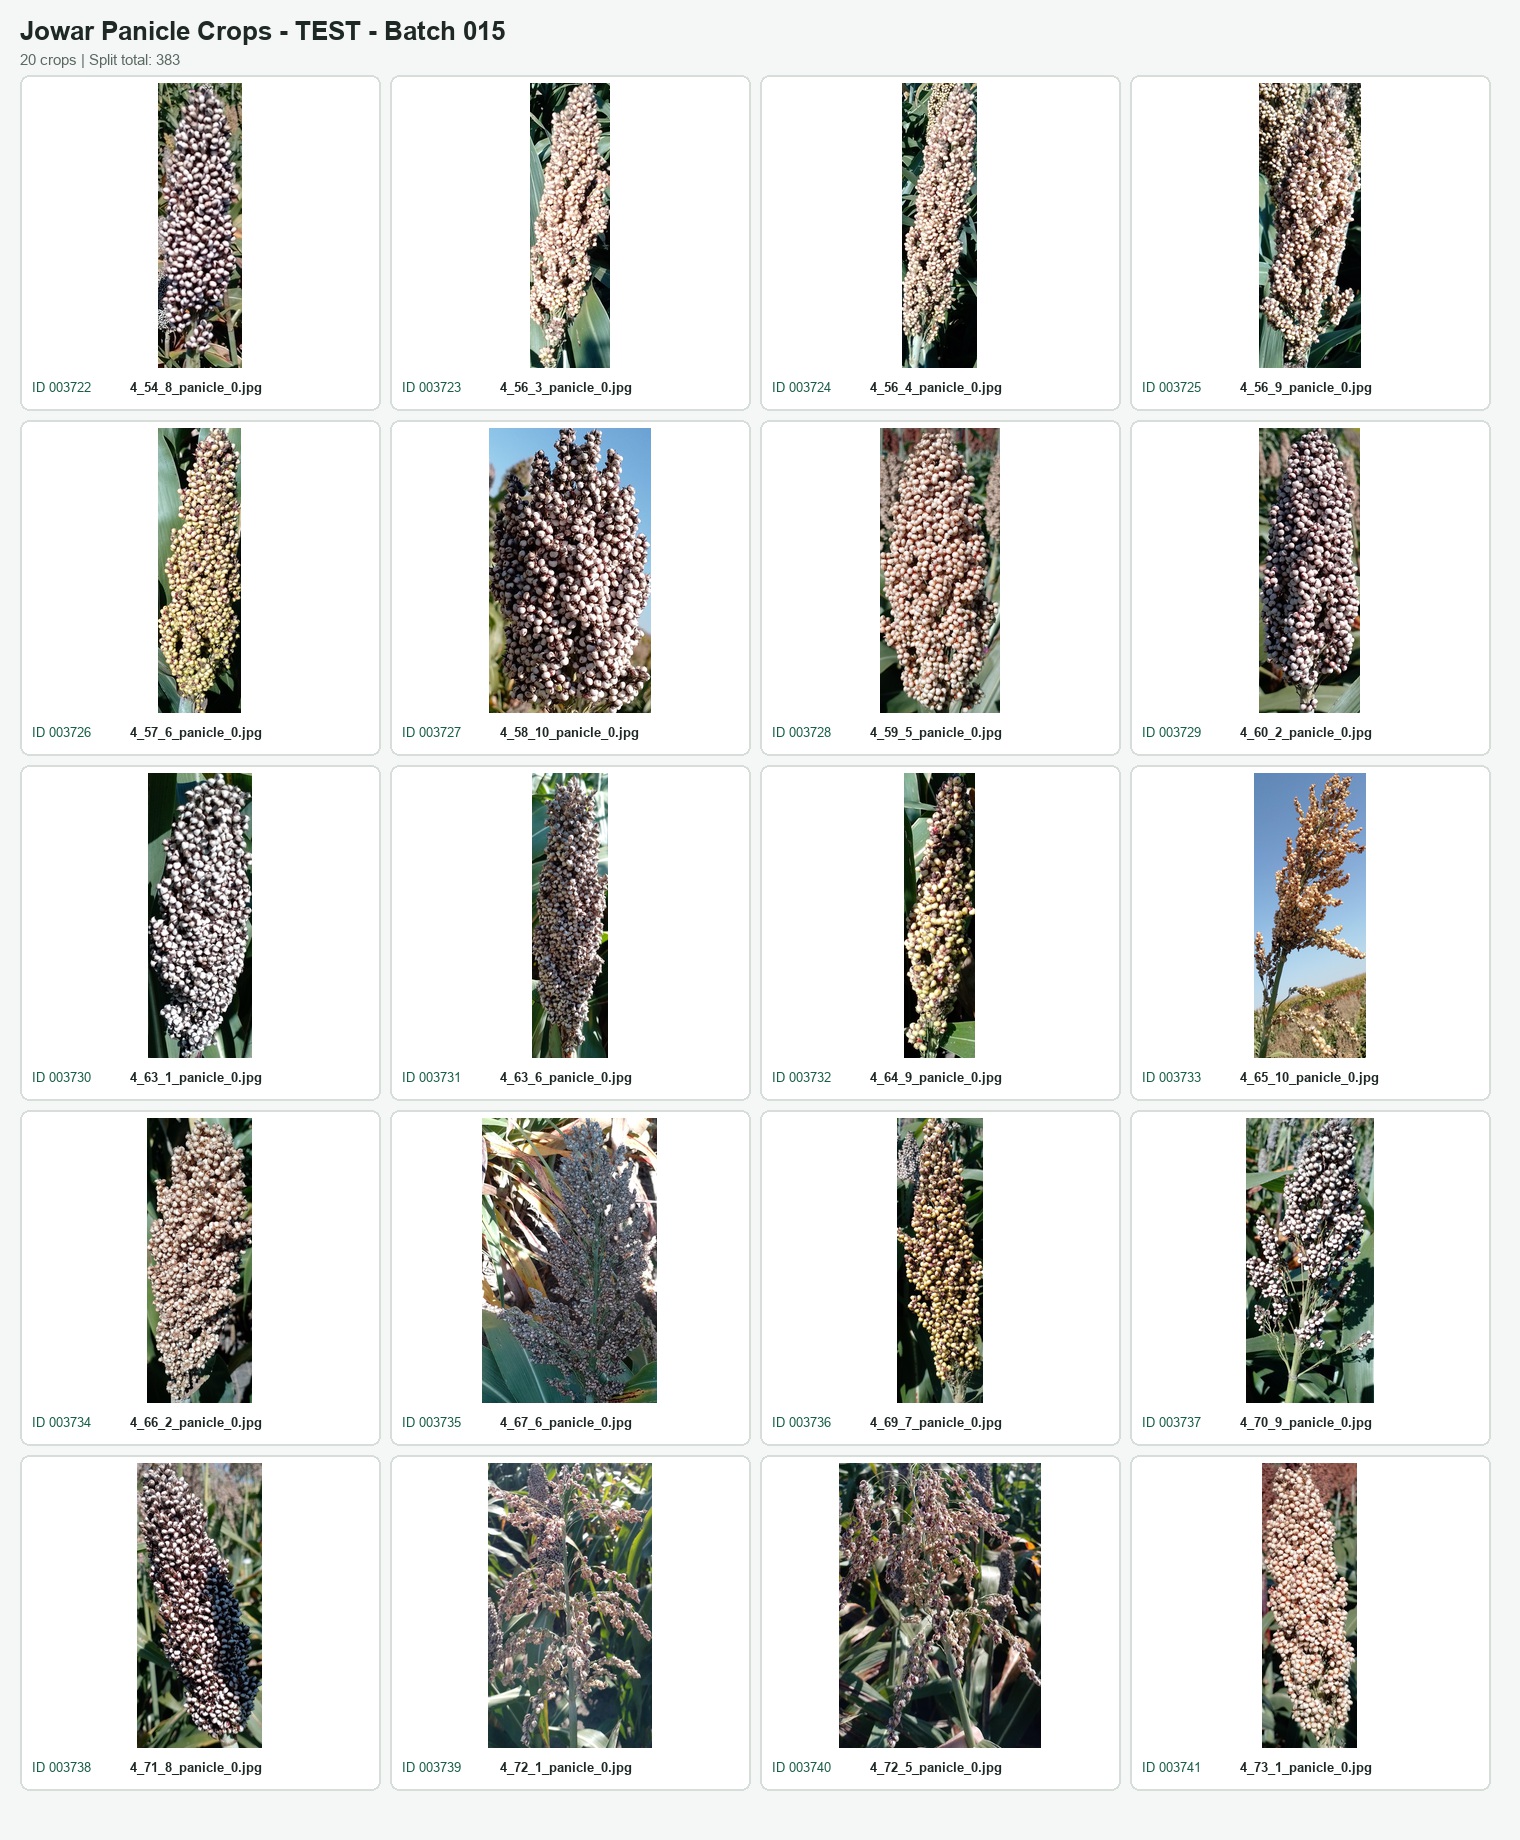 Jowar Panicle Crops - TEST - Batch 015
20 crops | Split total: 383
ID 003722 4_54_8_panicle_0.jpg
ID 003723 4_56_3_panicle_0.jpg
ID 003724 4_56_4_panicle_0.jpg
ID 003725 4_56_9_panicle_0.jpg
ID 003726 4_57_6_panicle_0.jpg
ID 003727 4_58_10_panicle_0.jpg
ID 003728 4_59_5_panicle_0.jpg
ID 003729 4_60_2_panicle_0.jpg
ID 003730 4_63_1_panicle_0.jpg
ID 003731 4_63_6_panicle_0.jpg
ID 003732 4_64_9_panicle_0.jpg
ID 003733 4_65_10_panicle_0.jpg
ID 003734 4_66_2_panicle_0.jpg
ID 003735 4_67_6_panicle_0.jpg
ID 003736 4_69_7_panicle_0.jpg
ID 003737 4_70_9_panicle_0.jpg
ID 003738 4_71_8_panicle_0.jpg
ID 003739 4_72_1_panicle_0.jpg
ID 003740 4_72_5_panicle_0.jpg
ID 003741 4_73_1_panicle_0.jpg